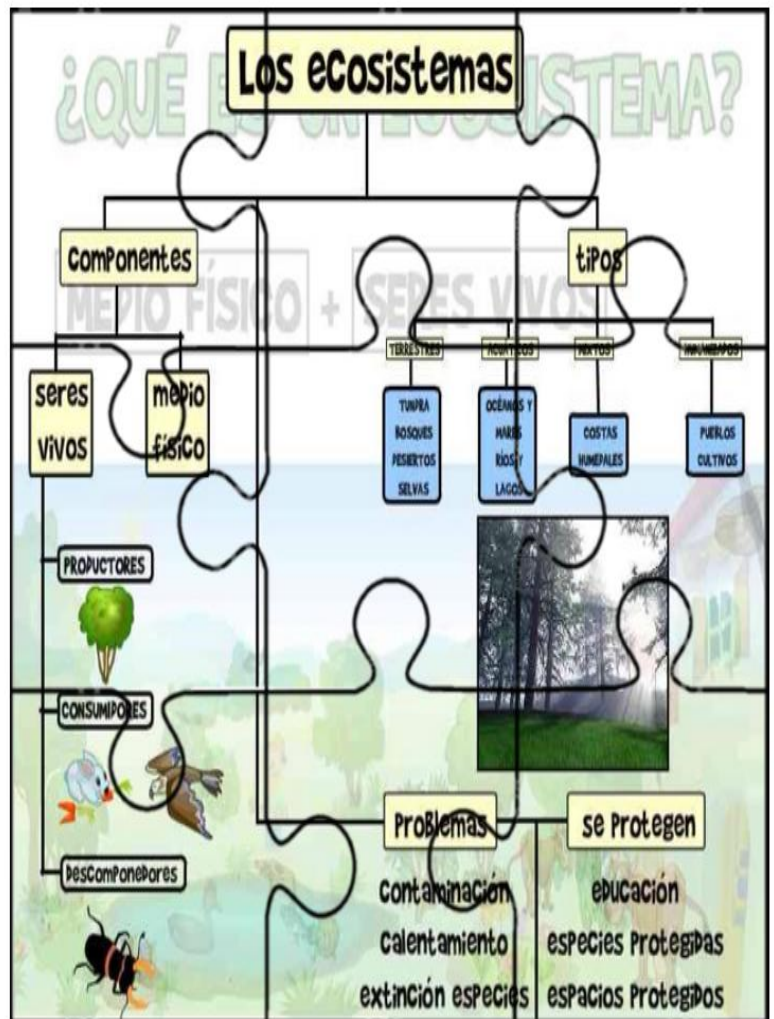 ¿QUÉ ES UN ECOSISTEMA?
Los ecosistemas
componentes
tipos
MEDIO FÍSICO + SERES VIVOS
TERRESTRES
ACUÁTICOS
MIXTOS
HUMANIZADOS
seres
vivos
medio
físico
TUNDRA
BOSQUES
DESIERTOS
SELVAS
OCÉANOS Y
MARES
RÍOS Y
LAGOS
COSTAS
HUMEDALES
PUEBLOS
CULTIVOS
PRODUCTORES
CONSUMIDORES
Descomponedores
Problemas
se protegen
contaminación
calentamiento
extinción especies
educación
especies protegidas
espacios protegidos